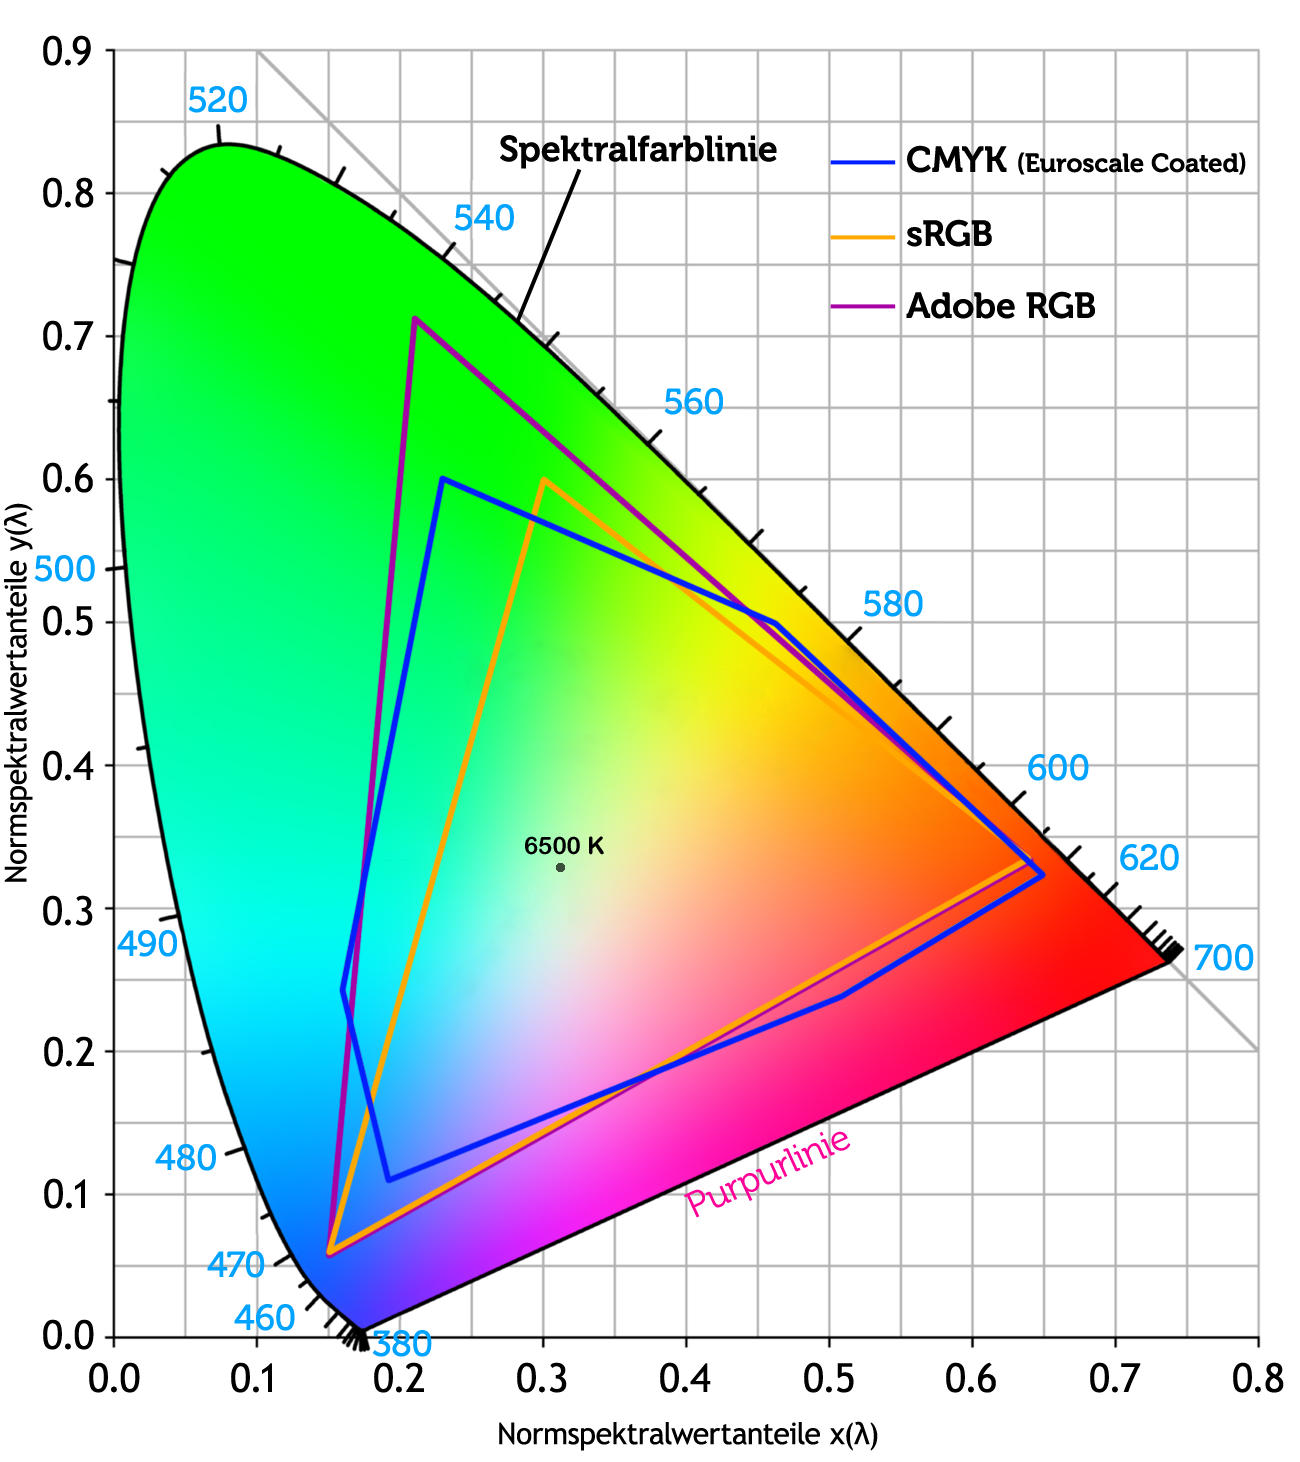 0.9
520
Spektralfarblinie
CMYK (Euroscale Coated)
0.8
540
sRGB
Adobe RGB
0.7
560
0.6
Normspektralwertanteile y(λ)
500
580
0.5
0.4
600
6500 K
620
0.3
490
700
0.2
480
Purpurlinie
0.1
470
460
380
0.0
0.0 0.1 0.2 0.3 0.4 0.5 0.6 0.7 0.8
Normspektralwertanteile x(λ)